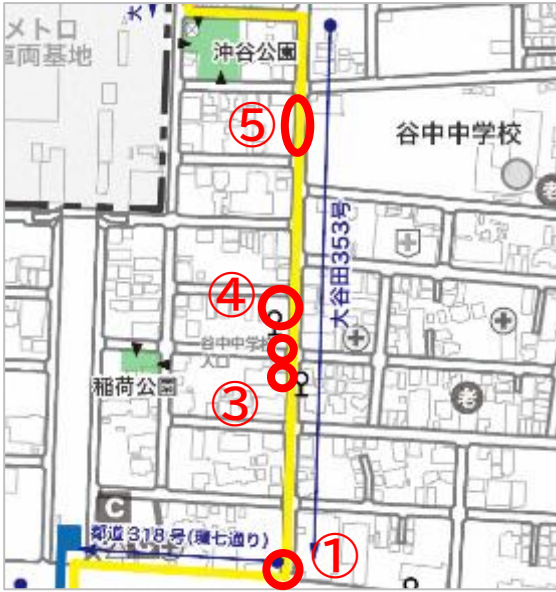 メトロ
車両基地
沖谷公園
⑤
谷中中学校
大谷田353号
④
谷中中学校
入口
稲荷公園
③
老
C
都道318号(環七通り)
①